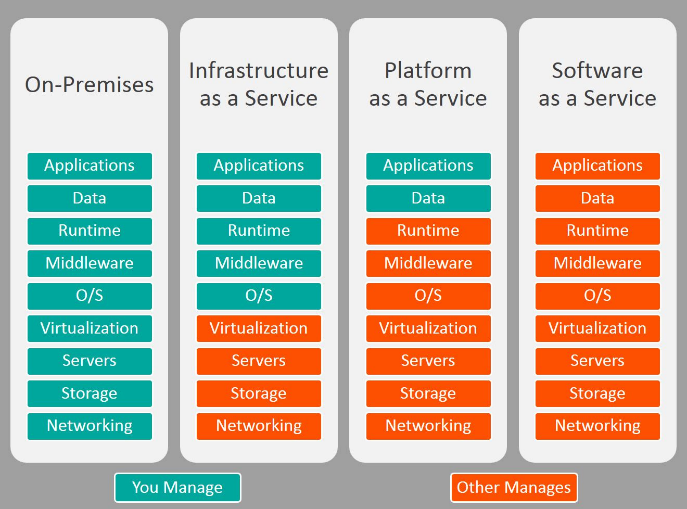 On-Premises
Applications
Data
Runtime
Middleware
O/S
Virtualization
Servers
Storage
Networking
Infrastructure
as a Service
Applications
Data
Runtime
Middleware
O/S
Virtualization
Servers
Storage
Networking
Platform
as a Service
Applications
Data
Runtime
Middleware
O/S
Virtualization
Servers
Storage
Networking
Software
as a Service
Applications
Data
Runtime
Middleware
O/S
Virtualization
Servers
Storage
Networking
You Manage
Other Manages